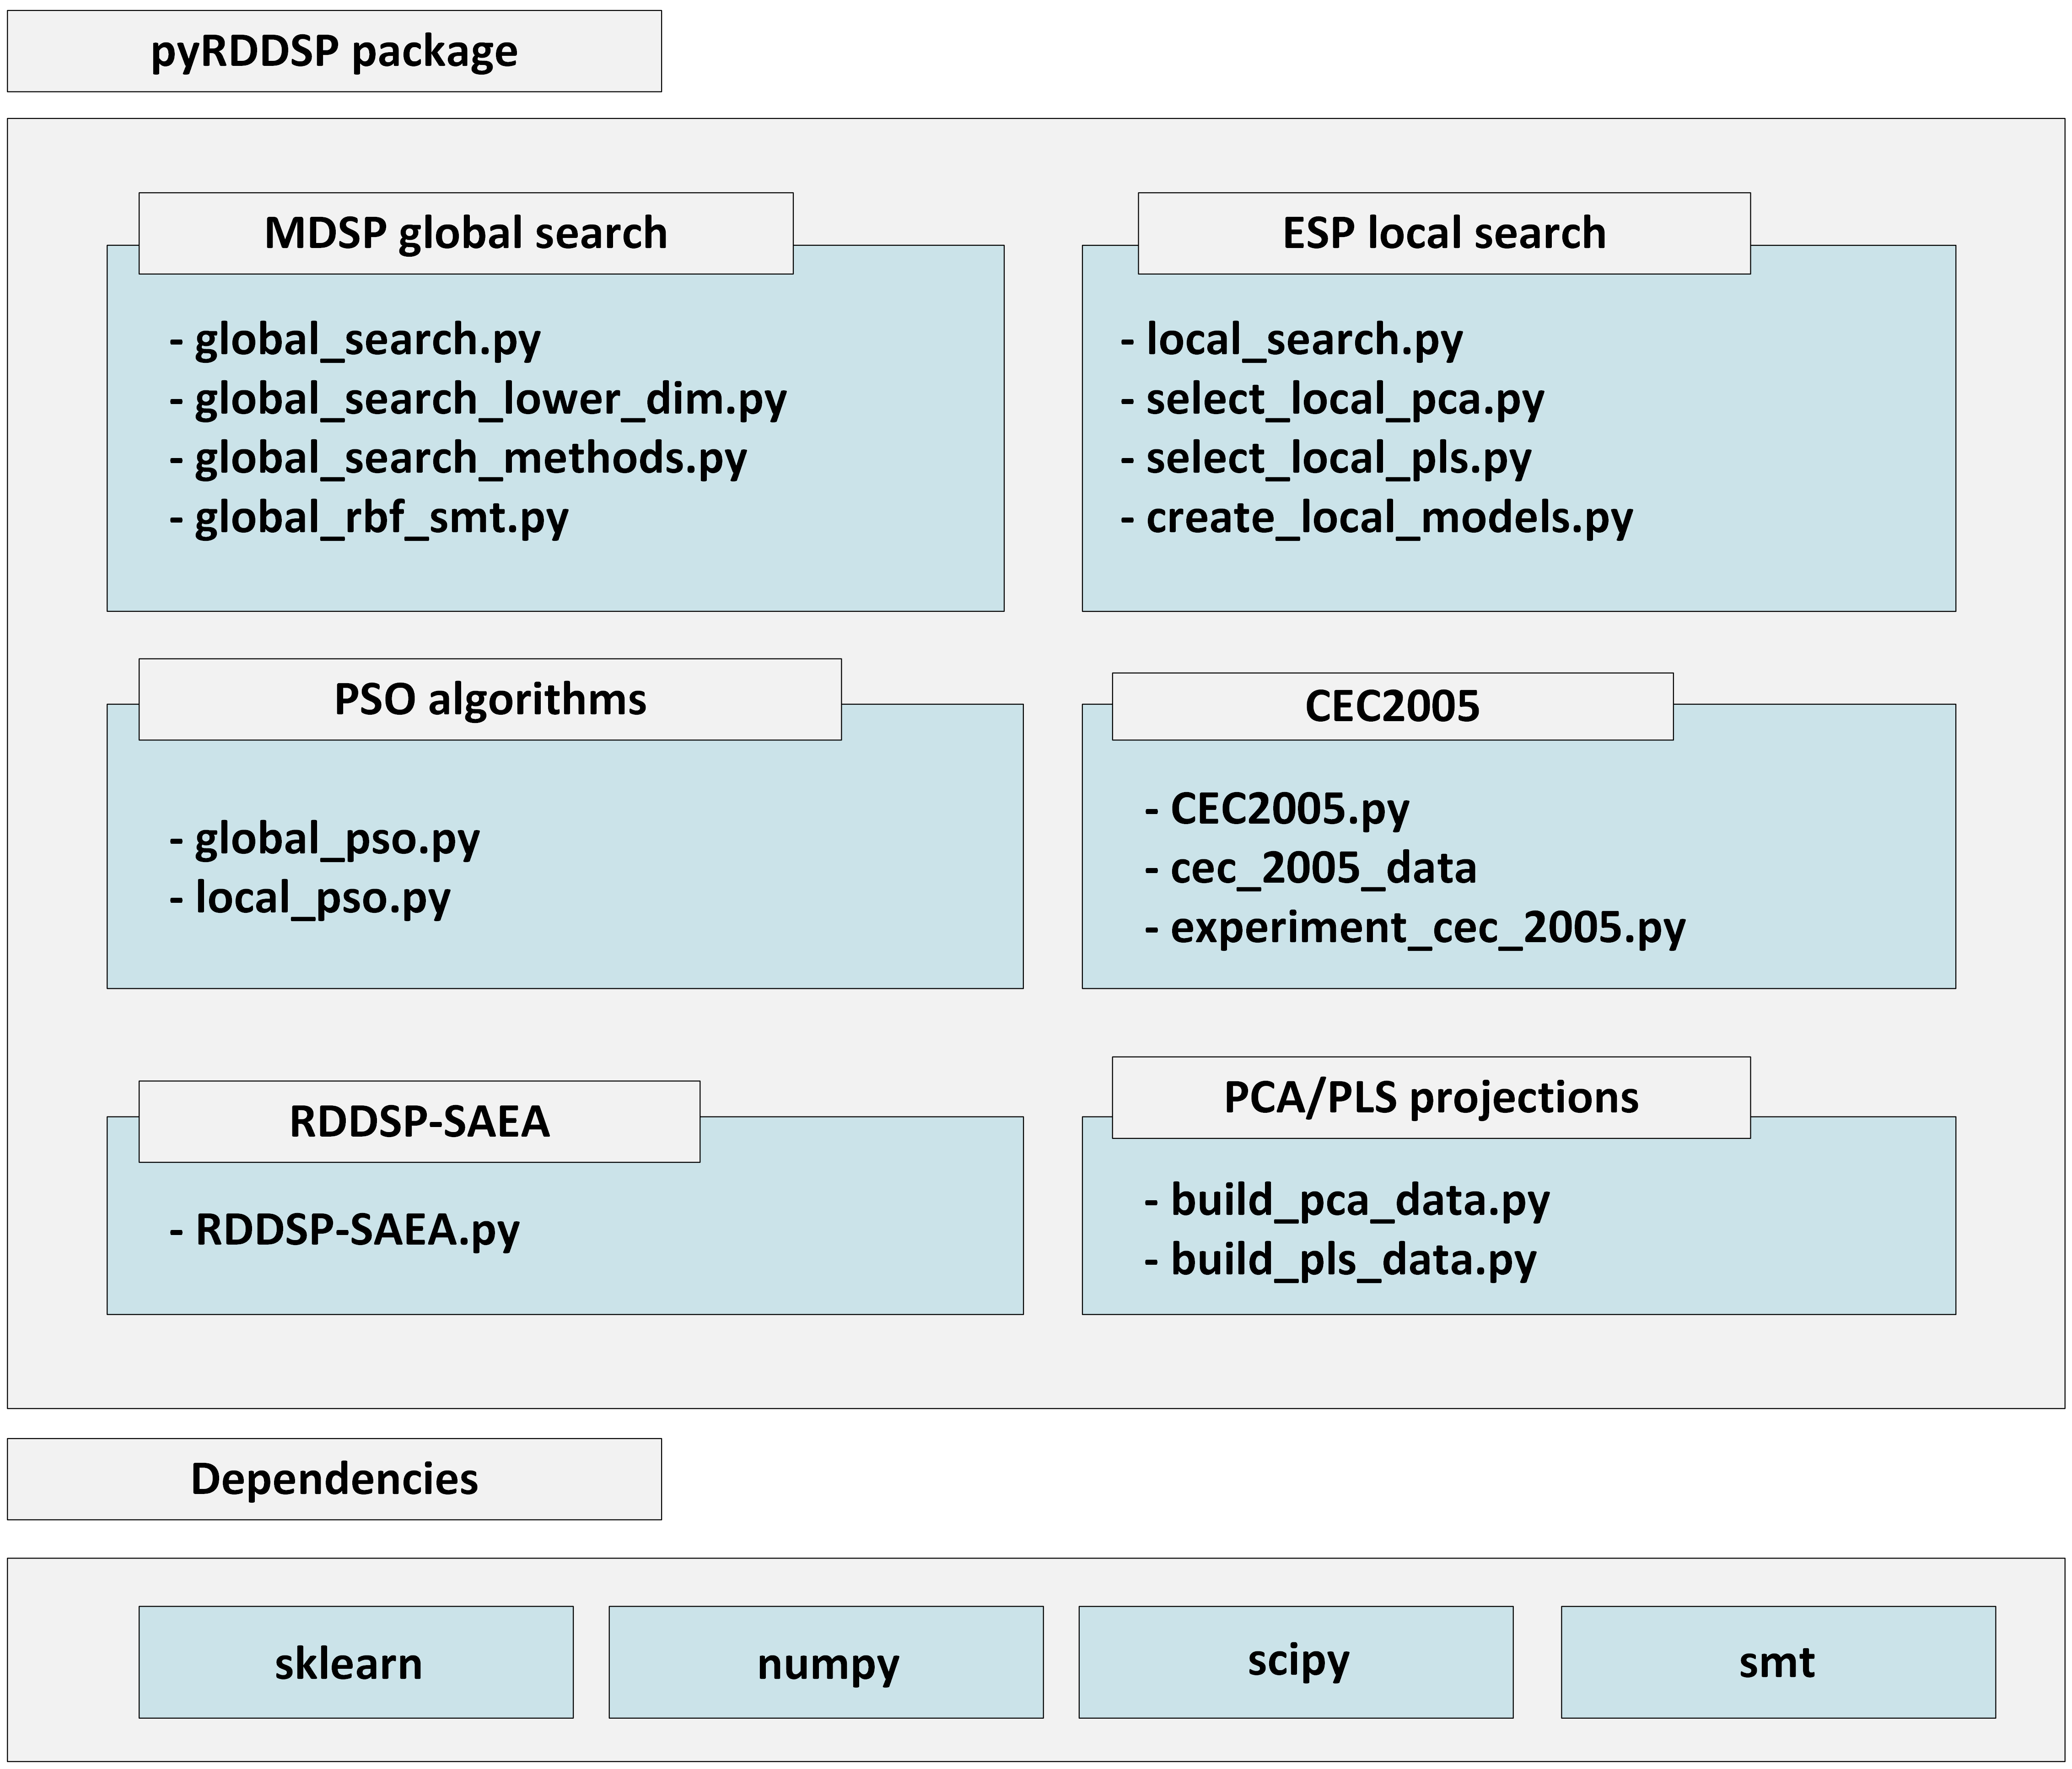 pyRDDSP package
MDSP global search
- global_search.py
- global_search_lower_dim.py
- global_search_methods.py
- global_rbf_smt.py
ESP local search
- local_search.py
- select_local_pca.py
- select_local_pls.py
- create_local_models.py
PSO algorithms
- global_pso.py
- local_pso.py
CEC2005
- CEC2005.py
- cec_2005_data
- experiment_cec_2005.py
RDDSP-SAEA
- RDDSP-SAEA.py
PCA/PLS projections
- build_pca_data.py
- build_pls_data.py
Dependencies
sklearn
numpy
scipy
smt